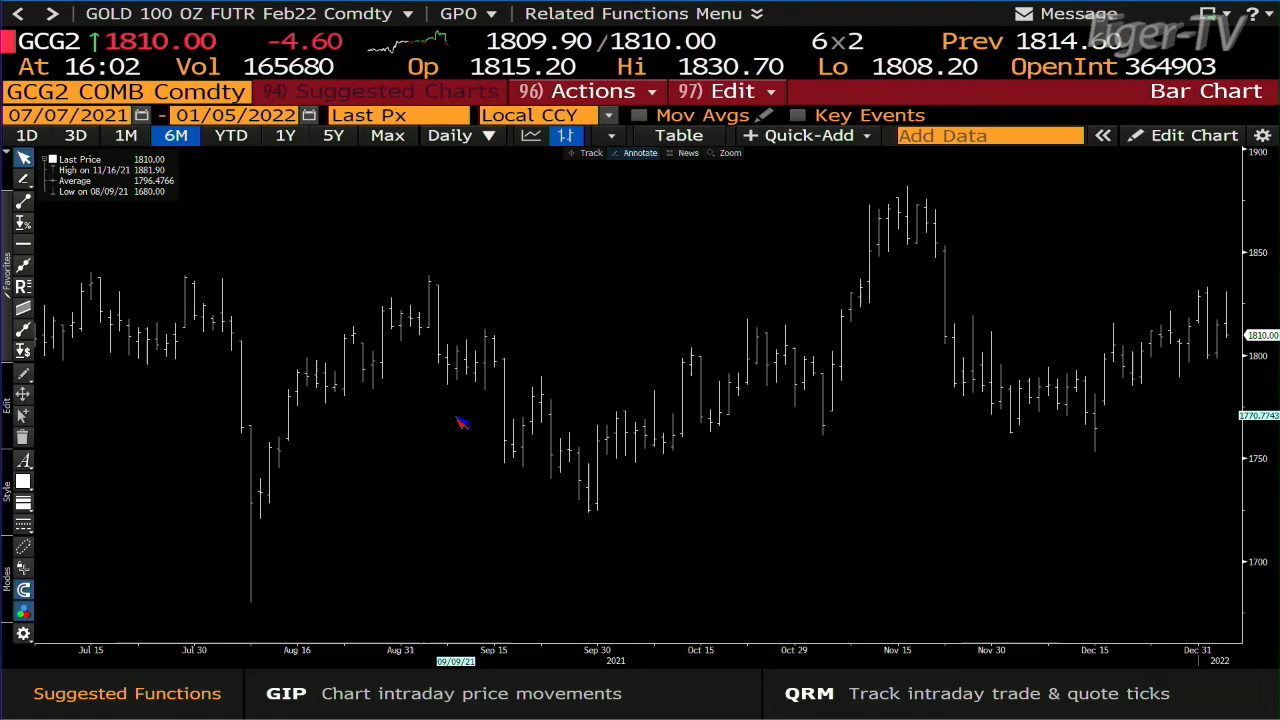 GOLD 100 OZ FUTR Feb22 Comdty GPO Related Functions Menu Message ?
GCG2 ↑1810.00 -4.60 1809.90/1810.00 6x2 Prev 1814.60 Tiger-TV
At 16:02 Vol 165680 Op 1815.20 Hi 1830.70 Lo 1808.20 OpenInt 364903
GCG2 COMB Comdty 94) Suggested Charts 96) Actions 97) Edit Bar Chart
07/07/2021 - 01/05/2022 Last Px Local CCY Mov Avgs Key Events
1D 3D 1M 6M YTD 1Y 5Y Max Daily ▼ Table + Quick-Add Add Data « Edit Chart
Track Annotate News Zoom
Last Price 1810.00
High on 11/16/21 1881.90
Average 1796.4766
Low on 08/09/21 1680.00
Favorites
Edit
Style
Modes
1900
1850
1810.00
1800
1770.7743
1750
1700
Jul 15 Jul 30 Aug 16 Aug 31 Sep 15 Sep 30 Oct 15 Oct 29 Nov 15 Nov 30 Dec 15 Dec 31
09/09/21 2021 2022
Suggested Functions GIP Chart intraday price movements QRM Track intraday trade & quote ticks